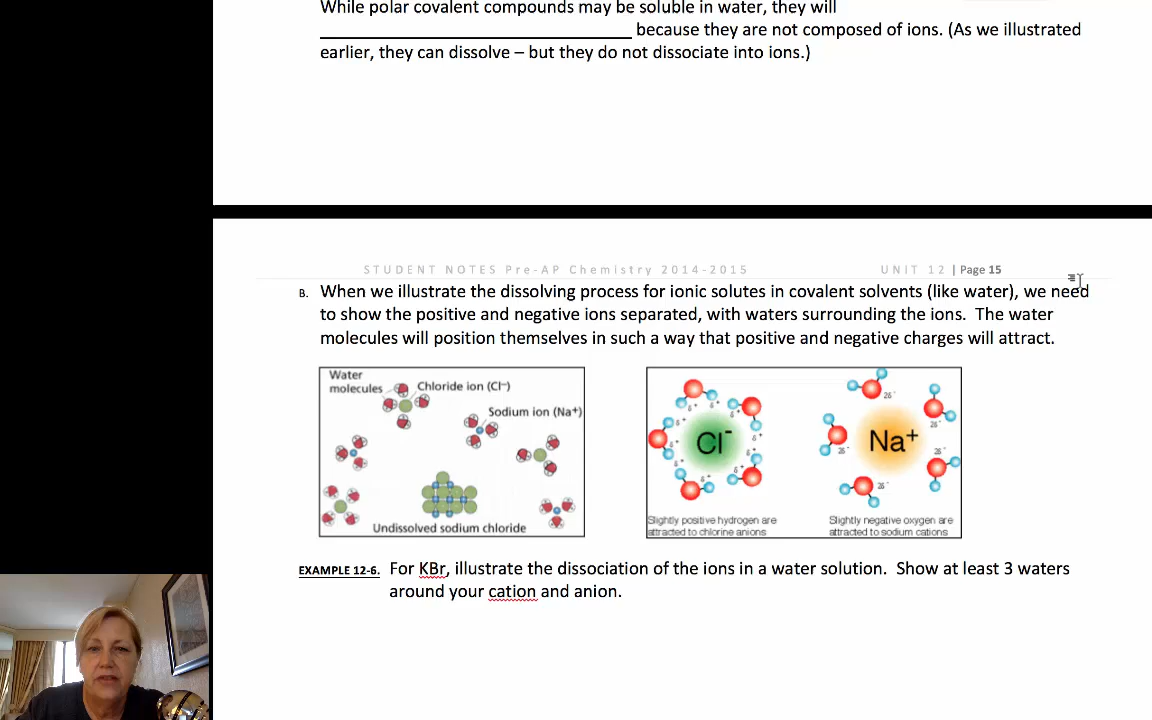 While polar covalent compounds may be soluble in water, they will
______________________________ because they are not composed of ions. (As we illustrated
earlier, they can dissolve – but they do not dissociate into ions.)
STUDENT NOTES Pre-AP Chemistry 2014-2015 UNIT 12 | Page 15
B. When we illustrate the dissolving process for ionic solutes in covalent solvents (like water), we need
to show the positive and negative ions separated, with waters surrounding the ions. The water
molecules will position themselves in such a way that positive and negative charges will attract.
Water
molecules
Chloride ion (Cl⁻)
Sodium ion (Na⁺)
Undissolved sodium chloride
δ⁺ δ⁺
δ⁺ δ⁺
δ⁺ Cl⁻ δ⁺
δ⁺ δ⁺
δ⁺ δ⁺
Slightly positive hydrogen are
attracted to chlorine anions
2δ⁻
2δ⁻
Na⁺
2δ⁻ 2δ⁻
2δ⁻
Slightly negative oxygen are
attracted to sodium cations
EXAMPLE 12-6. For KBr, illustrate the dissociation of the ions in a water solution. Show at least 3 waters
around your cation and anion.